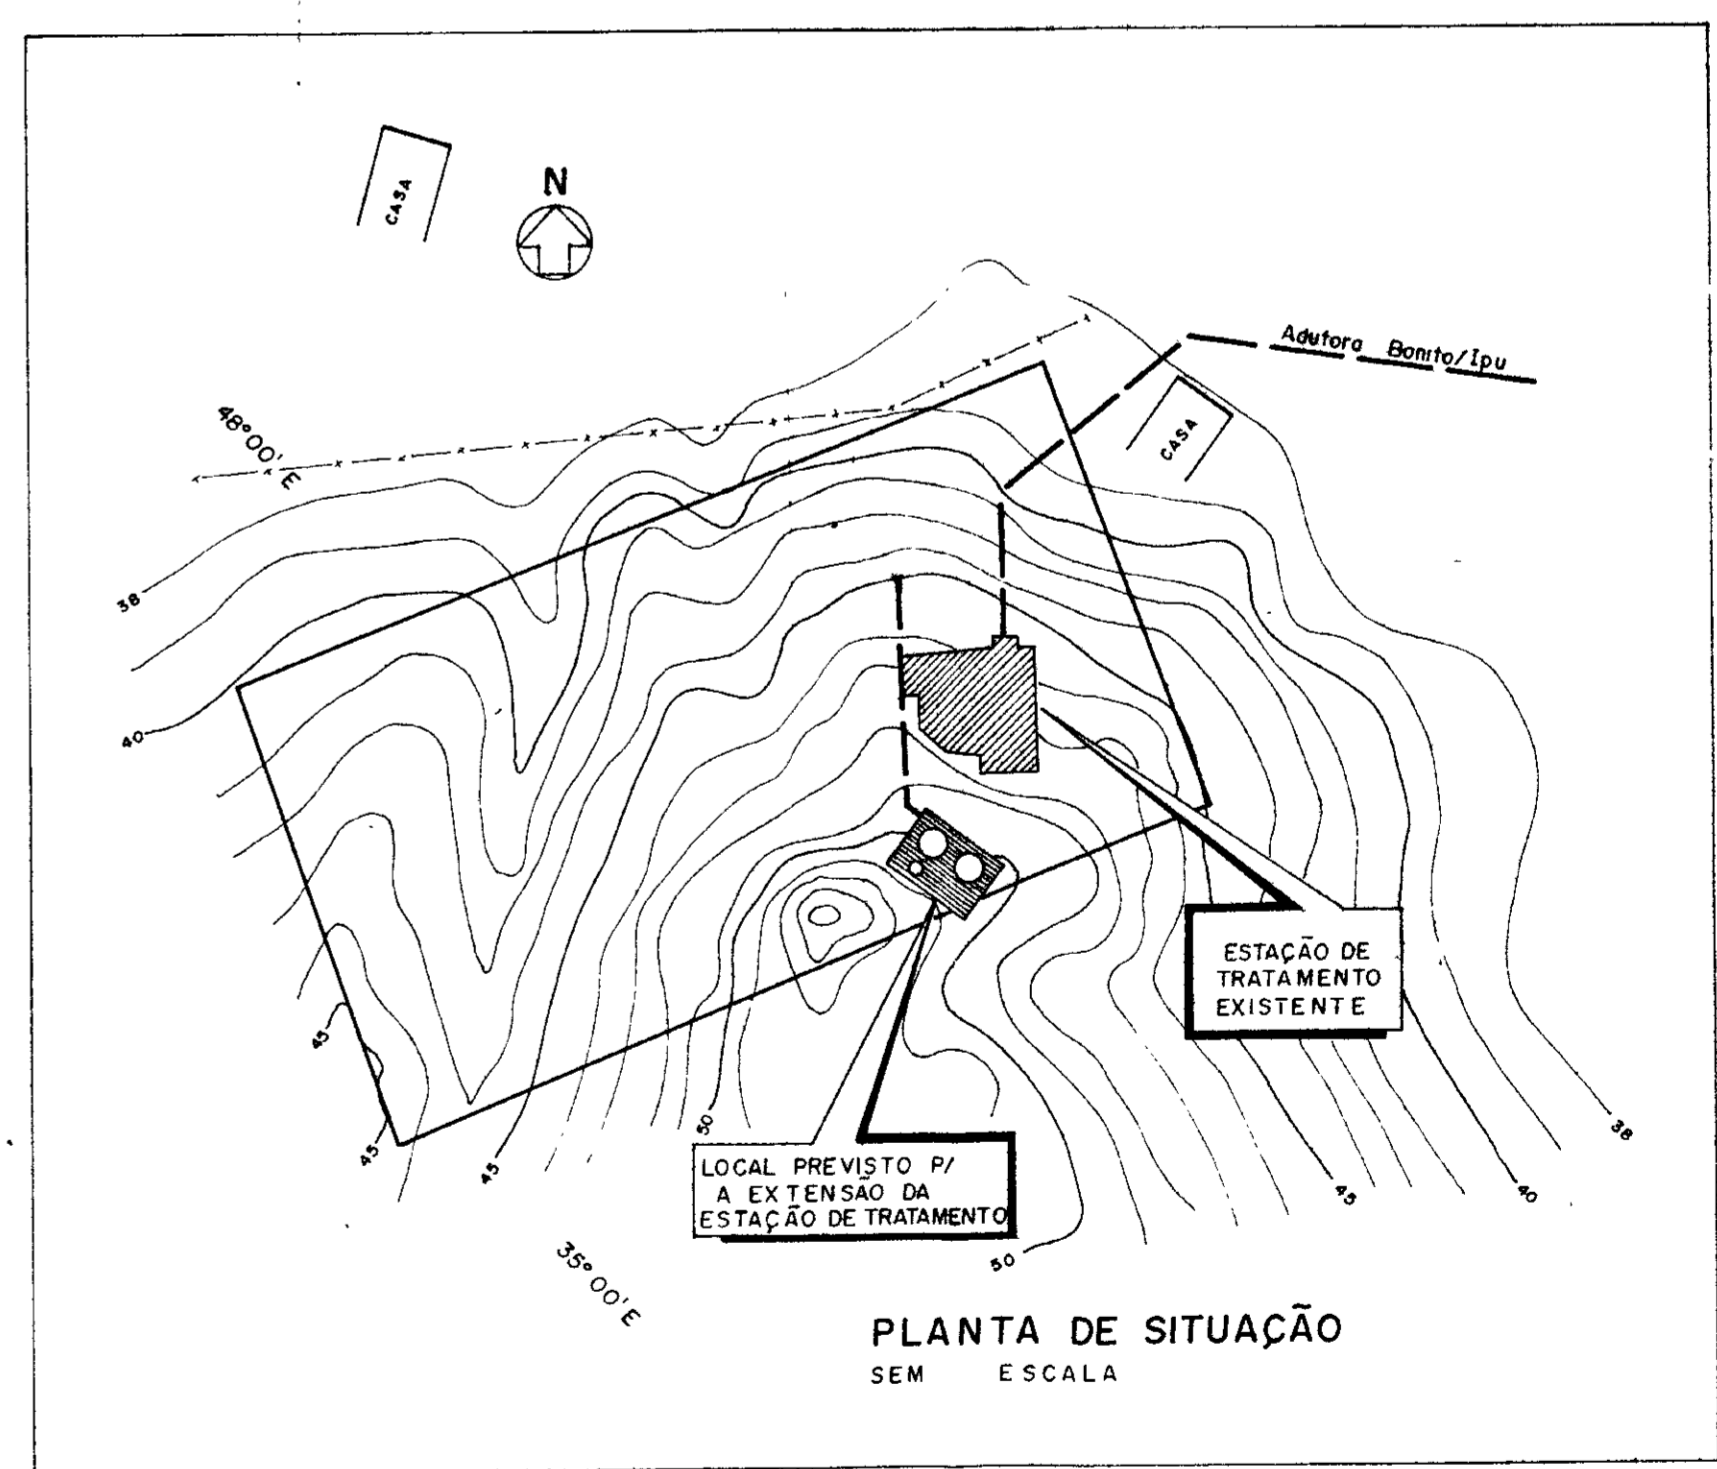 CASA
N
Adutora Bonito/Ipu
CASA
48°00' E
38
40
ESTAÇÃO DE
TRATAMENTO
EXISTENTE
45
45
45
50
LOCAL PREVISTO P/
A EXTENSÃO DA
ESTAÇÃO DE TRATAMENTO
38
45
40
50
35°00' E
PLANTA DE SITUAÇÃO
SEM ESCALA